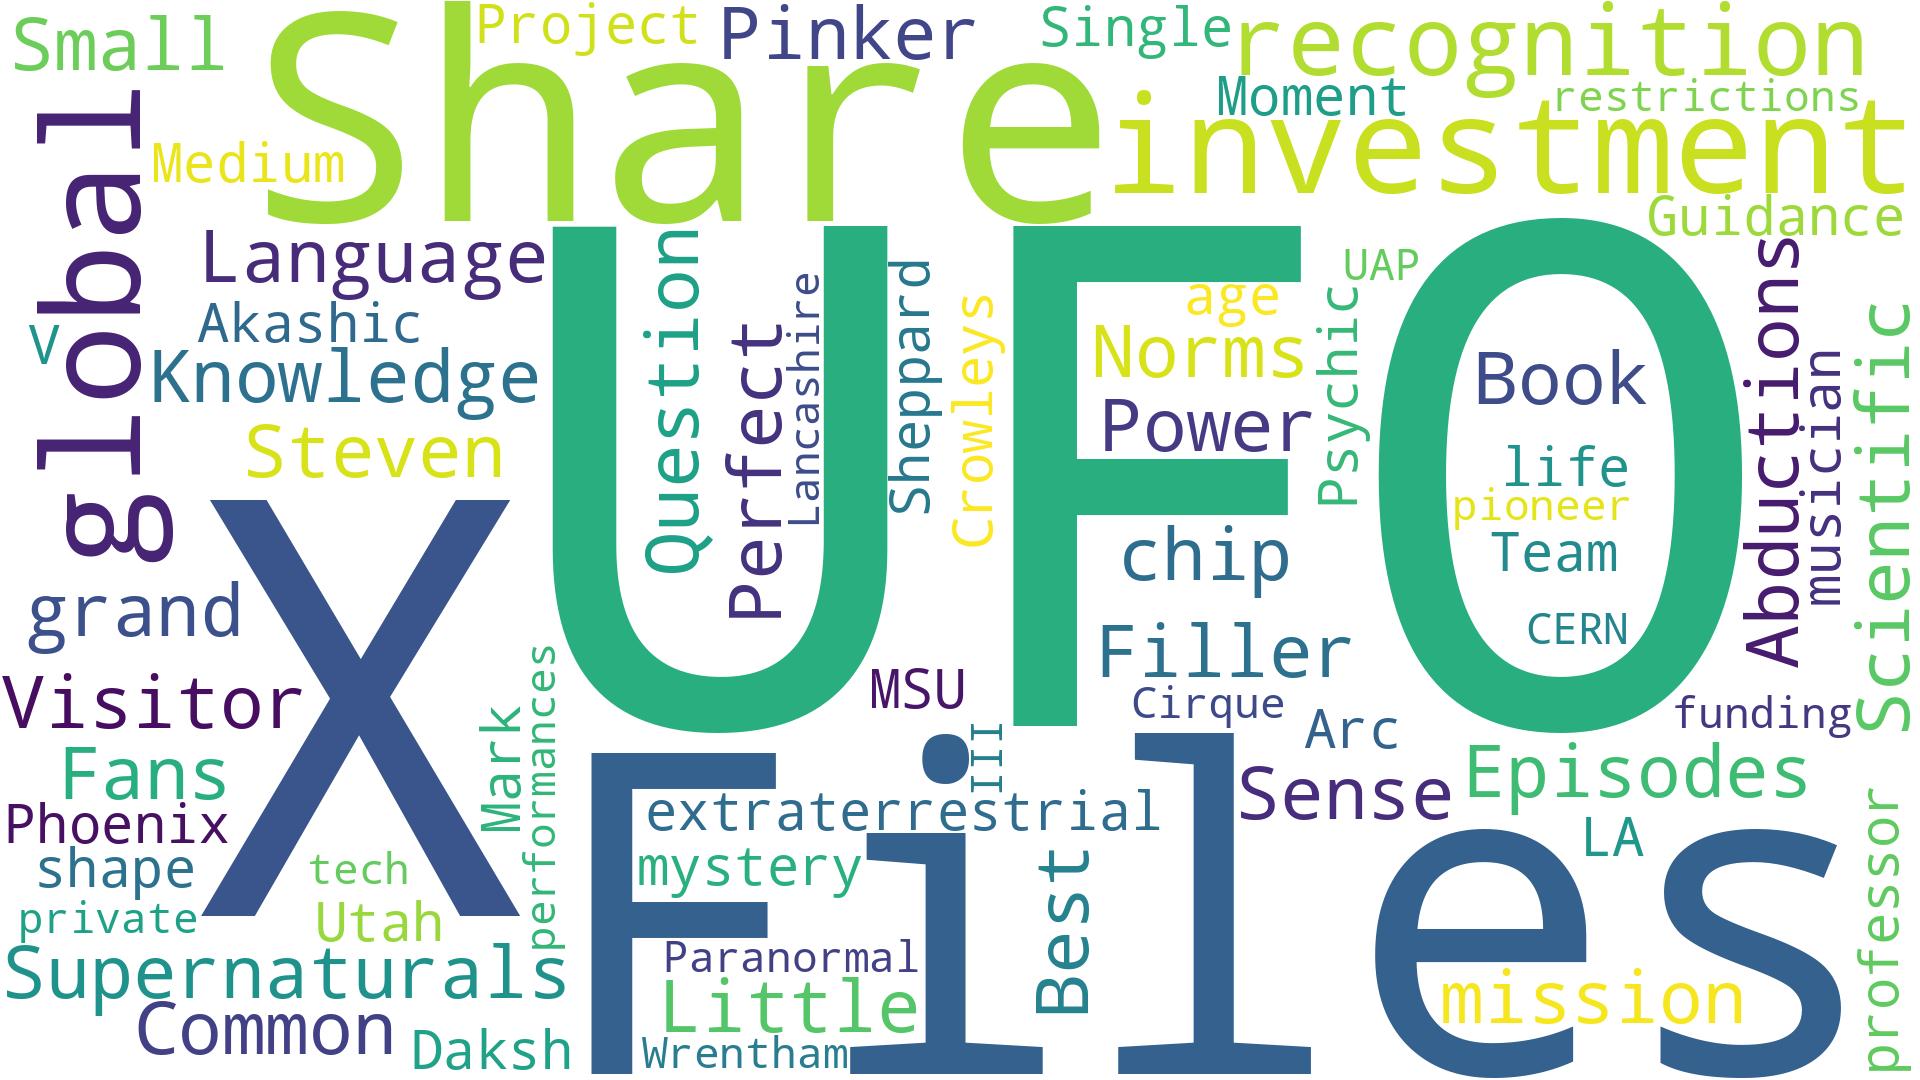 Small
Share
Project
Pinker
Single
recognition
Moment
restrictions
investment
global
Medium
Guidance
Language
UFO
Question
Perfect
Lancashire
Sheppard
Crowleys
UAP
age
Norms
Psychic
Power
Book
life
pioneer
Team
CERN
Abductions
musician
Scientific
V
Akashic
Knowledge
Steven
X
chip
grand
Filler
Visitor
MSU
Cirque
Arc
funding
Mark
performances
Fans
Files
III
extraterrestrial
Sense
Episodes
Phoenix
shape
tech
mystery
Best
LA
professor
private
Utah
Supernaturals
Paranormal
Little
mission
Common
Daksh
Wrentham